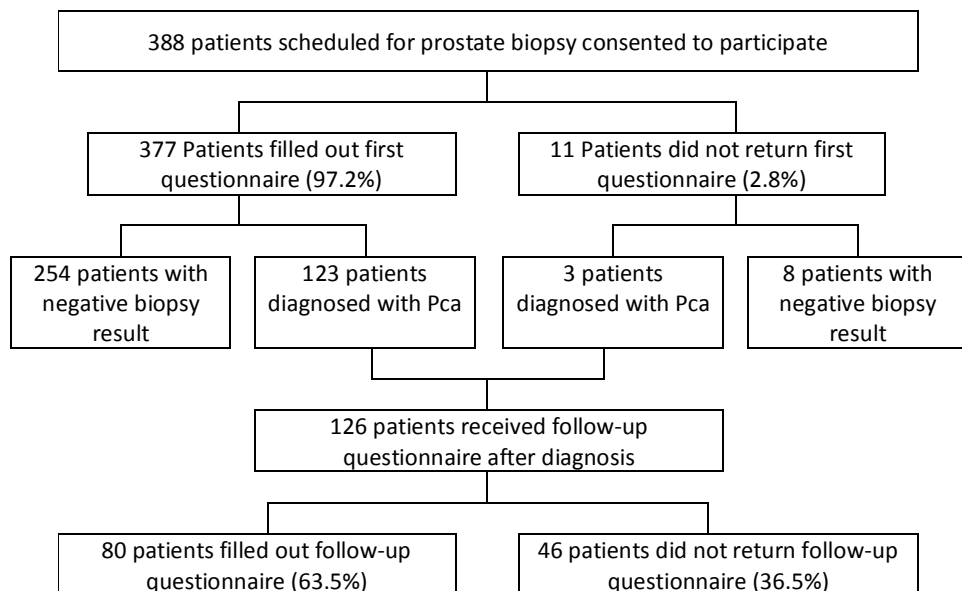 388 patients scheduled for prostate biopsy consented to participate
377 Patients filled out first
questionnaire (97.2%)
11 Patients did not return first
questionnaire (2.8%)
254 patients with
negative biopsy
result
123 patients
diagnosed with Pca
3 patients
diagnosed with Pca
8 patients with
negative biopsy
result
126 patients received follow-up
questionnaire after diagnosis
80 patients filled out follow-up
questionnaire (63.5%)
46 patients did not return follow-up
questionnaire (36.5%)